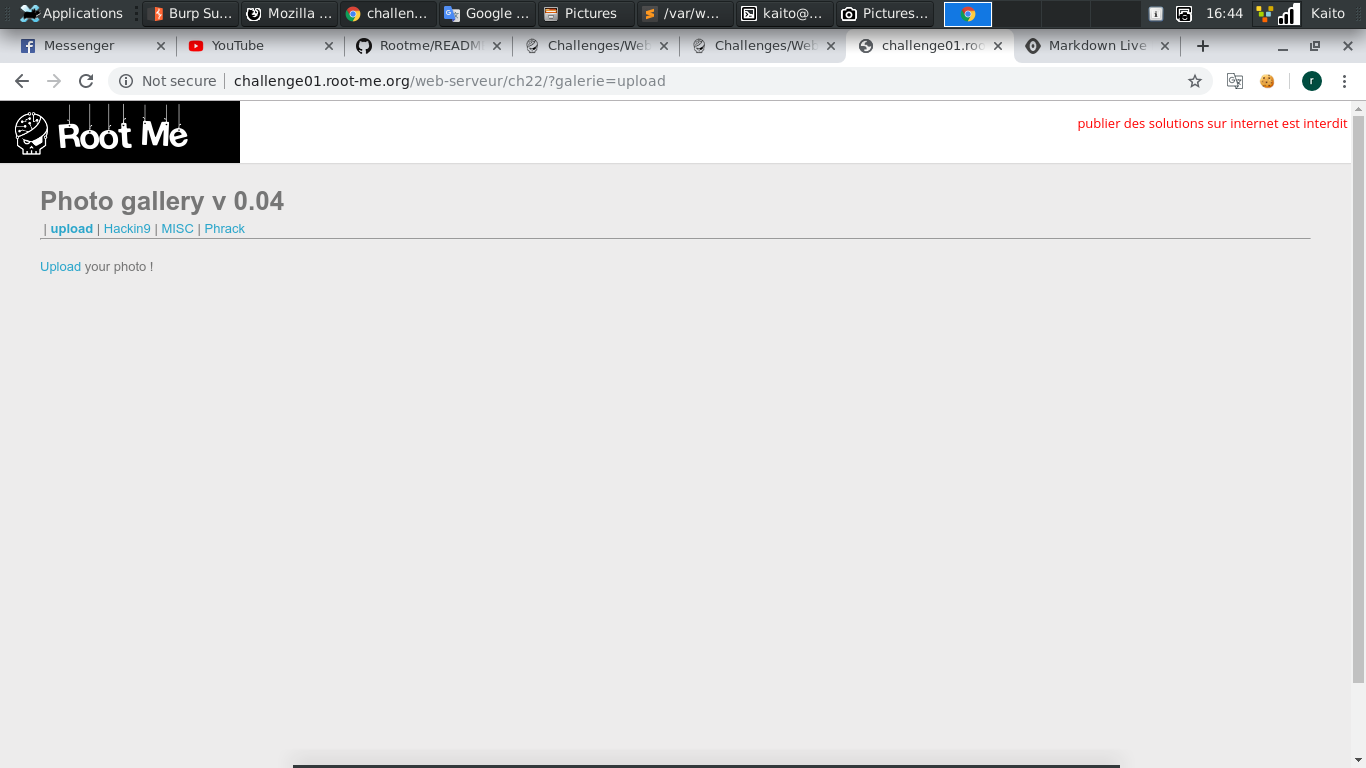 Applications Burp Su... Mozilla ... challen... Google ... Pictures /var/w... kaito@... Pictures... 16:44 Kaito
Messenger YouTube Rootme/READM Challenges/Web Challenges/Web challenge01.roo Markdown Live
Not secure challenge01.root-me.org/web-serveur/ch22/?galerie=upload r
Root Me
publier des solutions sur internet est interdit
Photo gallery v 0.04
| upload | Hackin9 | MISC | Phrack
Upload your photo !